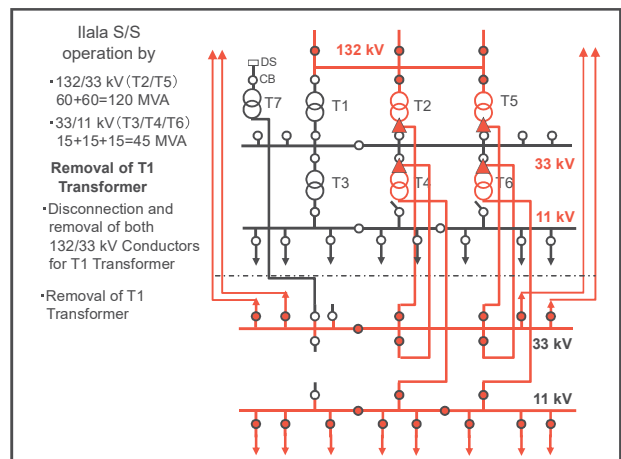 Ilala S/S
operation by
・132/33 kV(T2/T5)
60+60=120 MVA
・33/11 kV(T3/T4/T6)
15+15+15=45 MVA
Removal of T1
Transformer
・Disconnection and
removal of both
132/33 kV Conductors
for T1 Transformer
・Removal of T1
Transformer
132 kV
DS
CB
T7
T1
T2
T5
33 kV
T3
T4
T6
11 kV
33 kV
11 kV